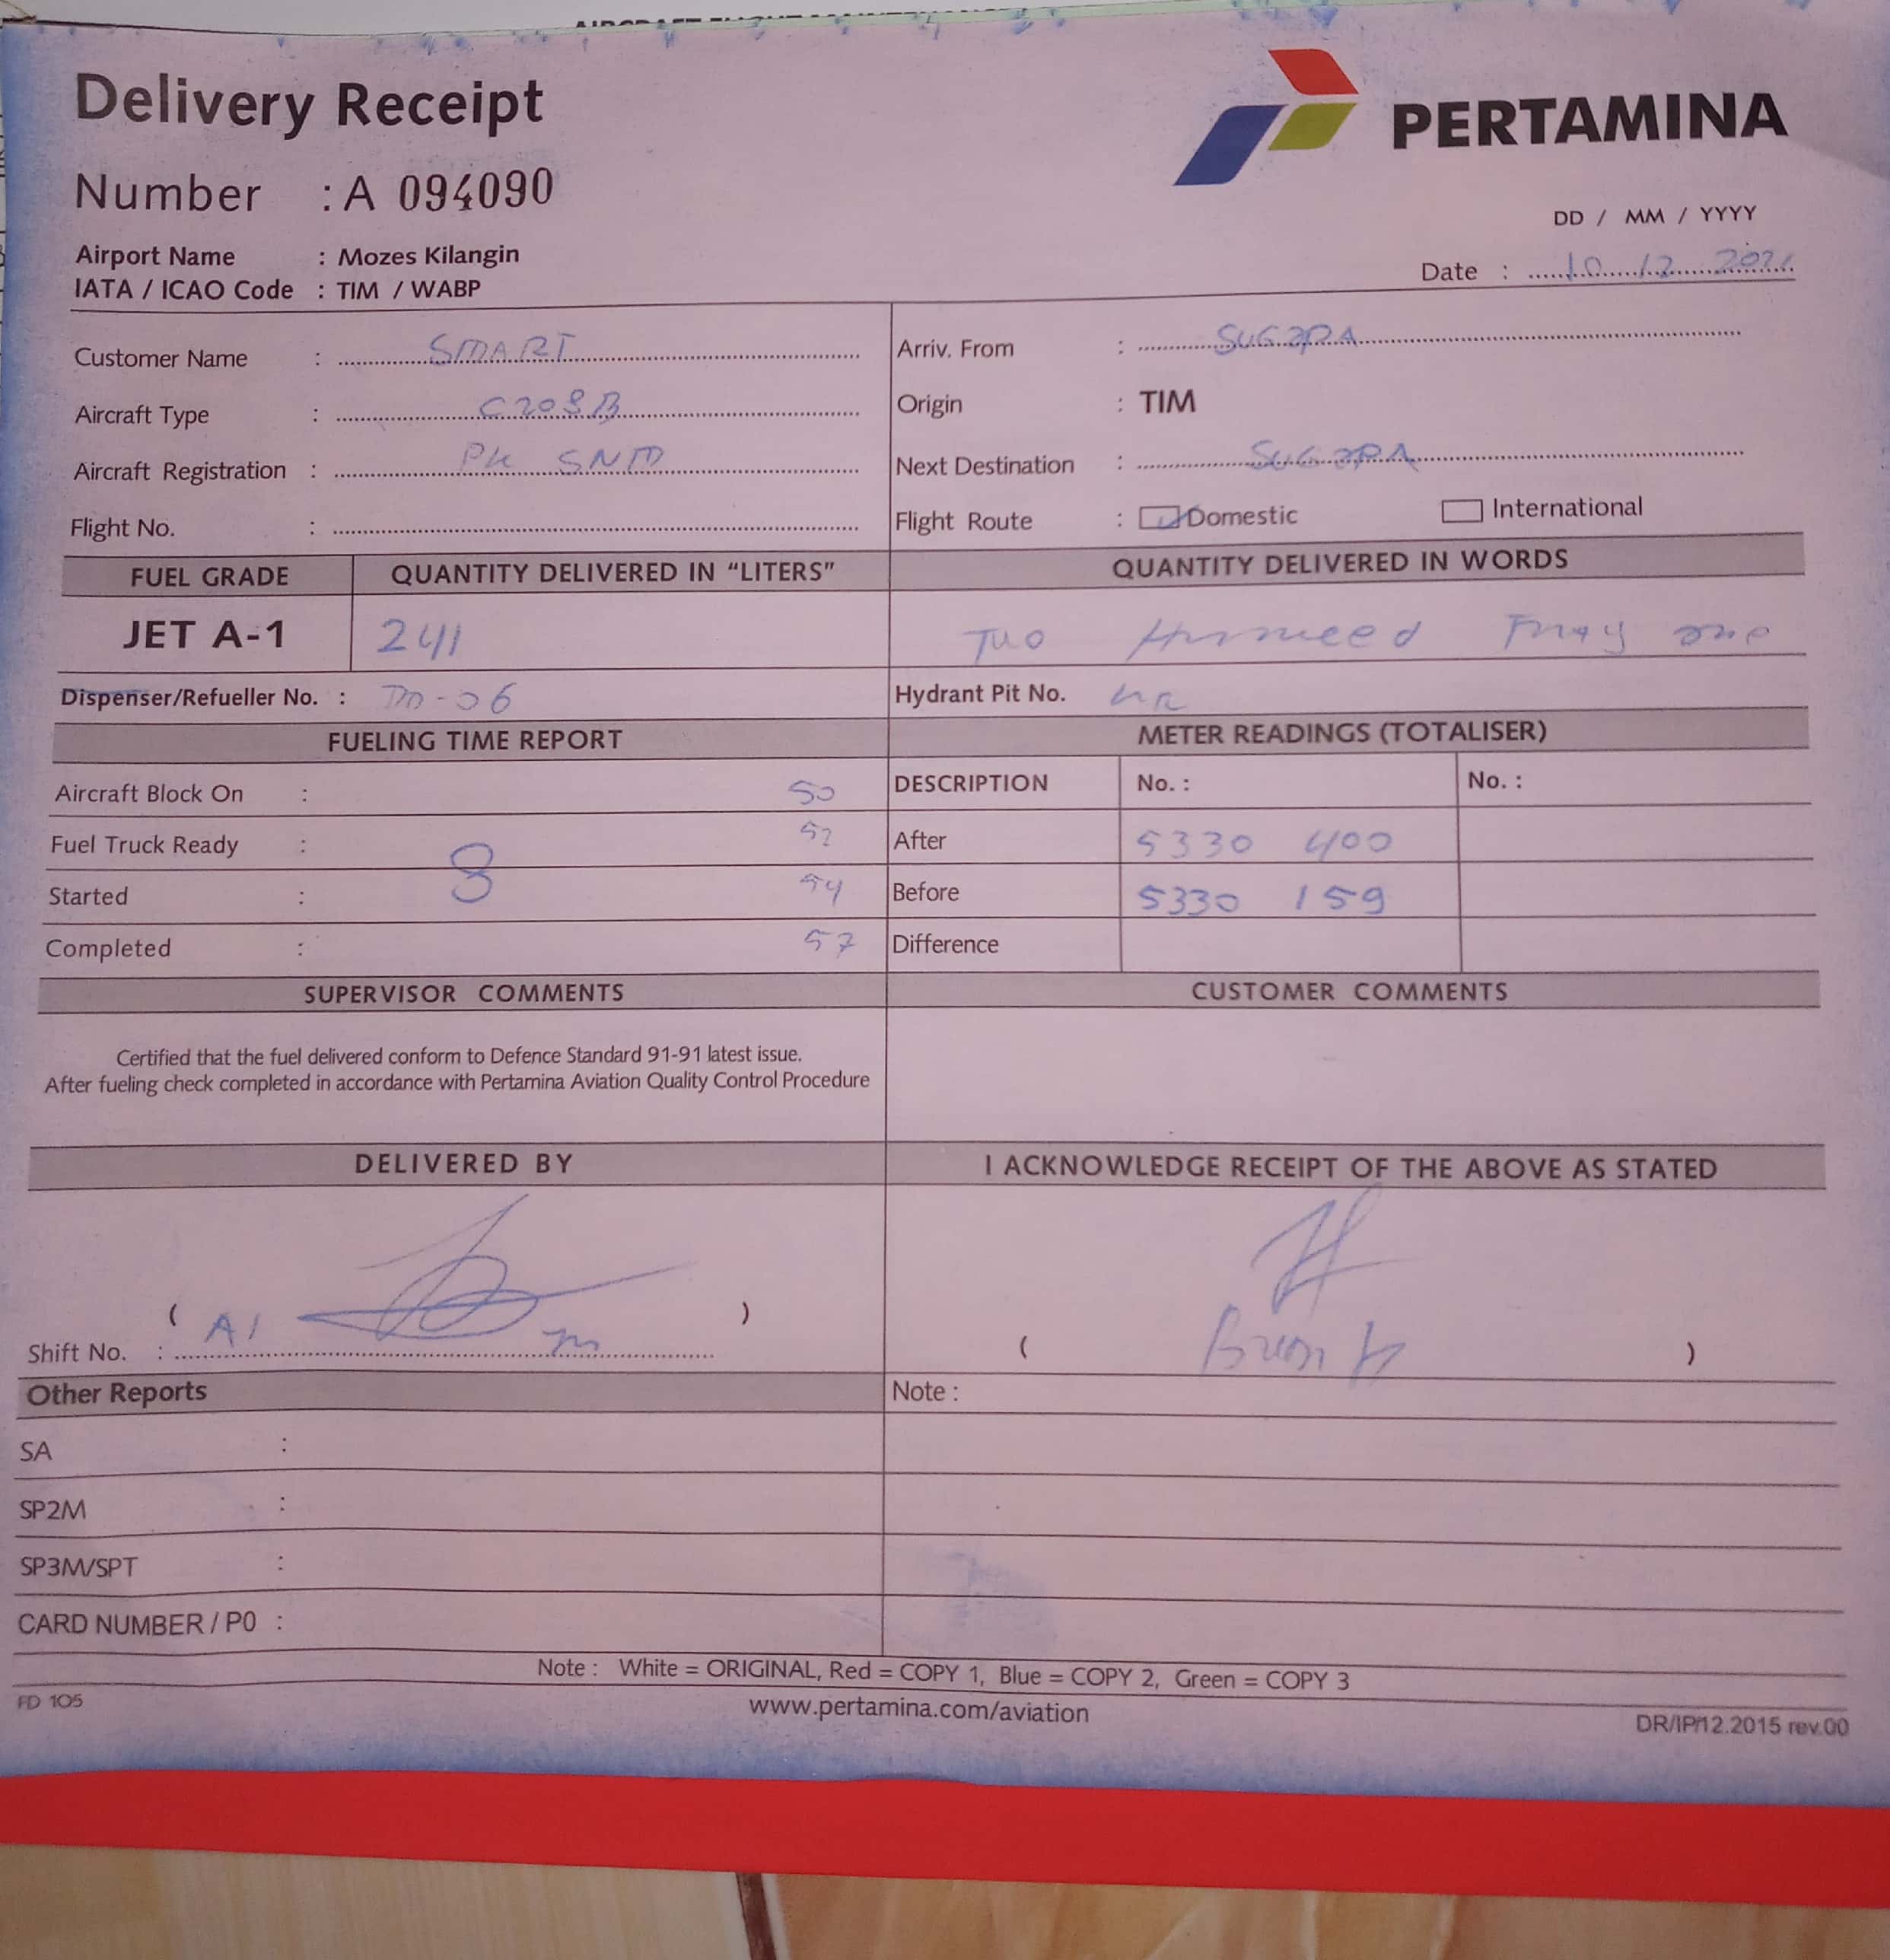 Delivery Receipt
PERTAMINA
Number : A 094090
DD / MM / YYYY
Airport Name : Mozes Kilangin
Date : 10 12
IATA / ICAO Code : TIM / WABP
Customer Name : SMART
Arriv. From : SUGAPA
Aircraft Type : C208B
Origin : TIM
Aircraft Registration : PK SNM
Next Destination : SUGAPA
Flight No. :
Flight Route : Domestic International
FUEL GRADE QUANTITY DELIVERED IN "LITERS" QUANTITY DELIVERED IN WORDS
JET A-1 241 Two one
Dispenser/Refueller No. : Hydrant Pit No.
FUELING TIME REPORT METER READINGS (TOTALISER)
Aircraft Block On : 50 DESCRIPTION No. : No. :
Fuel Truck Ready : 52 After 5330 400
8
Started : 54 Before 5330 159
Completed : 57 Difference
SUPERVISOR COMMENTS CUSTOMER COMMENTS
Certified that the fuel delivered conform to Defence Standard 91-91 latest issue.
After fueling check completed in accordance with Pertamina Aviation Quality Control Procedure
DELIVERED BY I ACKNOWLEDGE RECEIPT OF THE ABOVE AS STATED
( )
Shift No. : A1
( )
Other Reports Note :
SA :
SP2M :
SP3M/SPT :
CARD NUMBER / P0 :
Note : White = ORIGINAL, Red = COPY 1, Blue = COPY 2, Green = COPY 3
FD 105 www.pertamina.com/aviation DR/IP/12.2015 rev.00